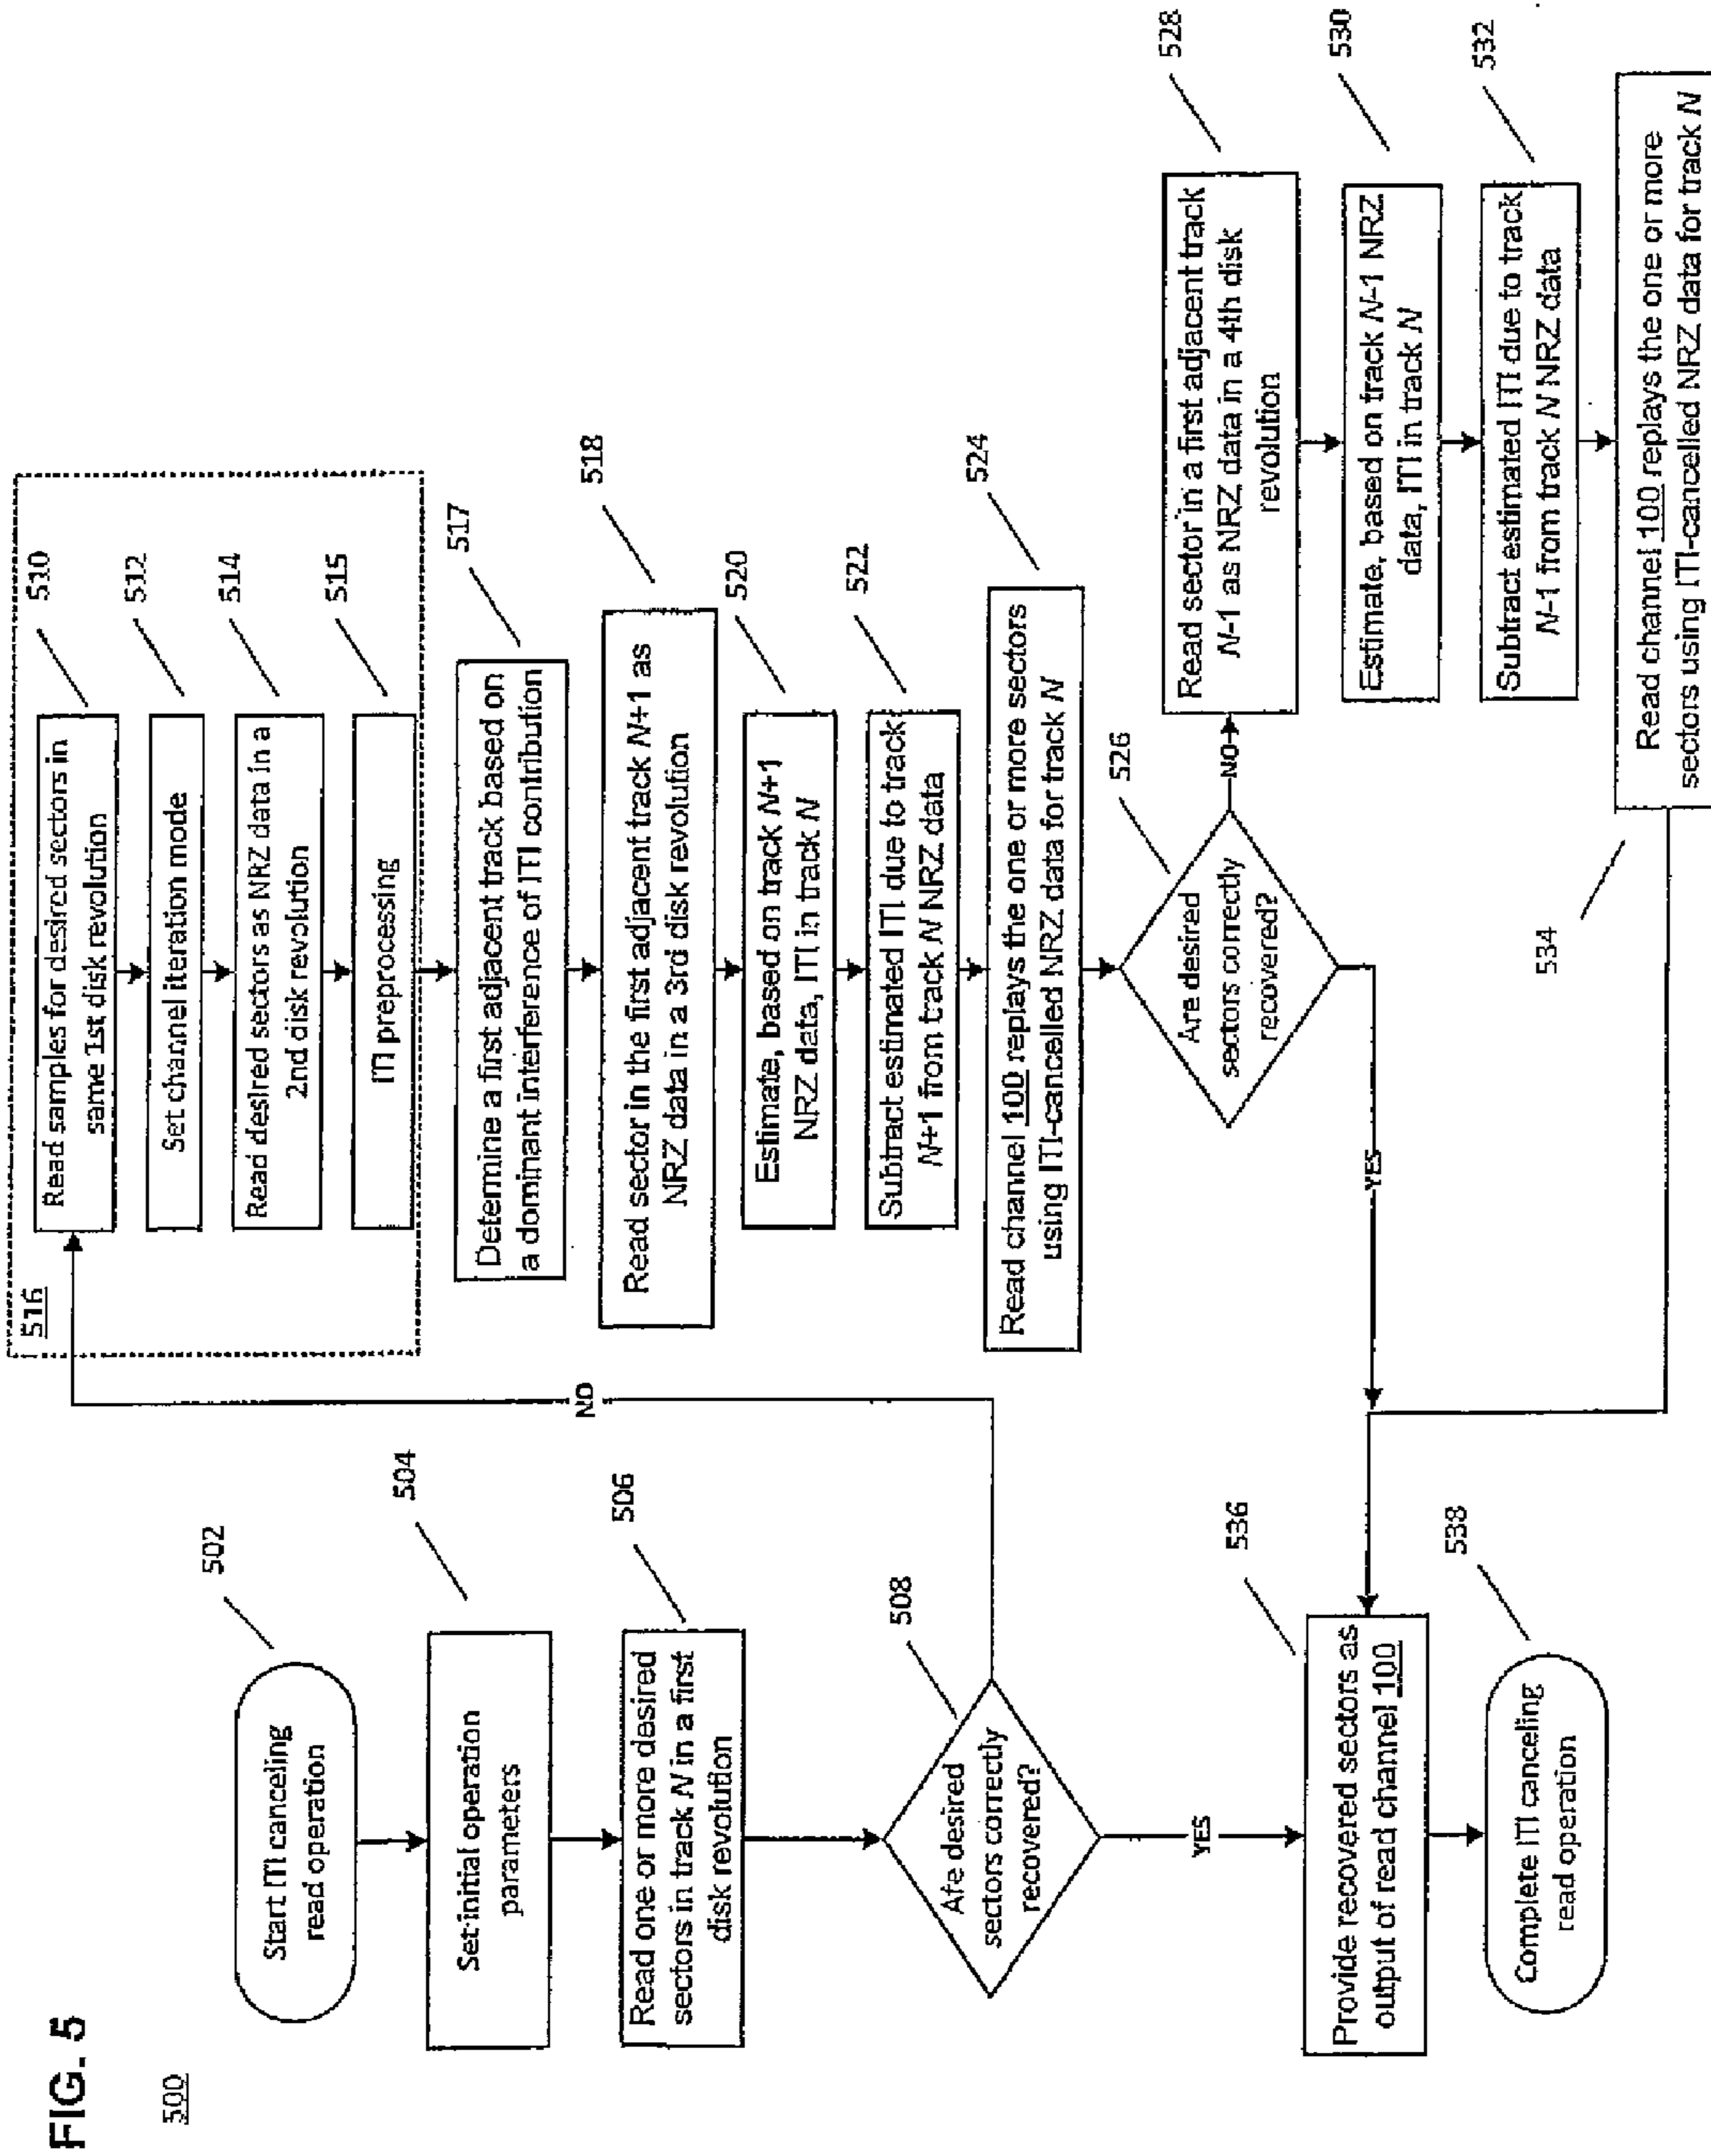 FIG. 5
500
Start ITI canceling
read operation
502
Set initial operation
parameters
504
Read one or more desired
sectors in track N in a first
disk revolution
506
Are desired
sectors correctly
recovered?
508
YES
NO
Provide recovered sectors as
output of read channel 100
536
Complete ITI canceling
read operation
538
516
Read samples for desired sectors in
same 1st disk revolution
510
Set channel iteration mode
512
Read desired sectors as NRZ data in a
2nd disk revolution
514
ITI preprocessing
515
Determine a first adjacent track based on
a dominant interference of ITI contribution
517
Read sector in the first adjacent track N+1 as
NRZ data in a 3rd disk revolution
518
Estimate, based on track N+1
NRZ data, ITI in track N
520
Subtract estimated ITI due to track
N+1 from track N NRZ data
522
Read channel 100 replays the one or more sectors
using ITI-cancelled NRZ data for track N
524
Are desired
sectors correctly
recovered?
526
YES
NO
Read sector in a first adjacent track
N-1 as NRZ data in a 4th disk
revolution
528
Estimate, based on track N-1 NRZ
data, ITI in track N
530
Subtract estimated ITI due to track
N-1 from track N NRZ data
532
Read channel 100 replays the one or more
sectors using ITI-cancelled NRZ data for track N
534